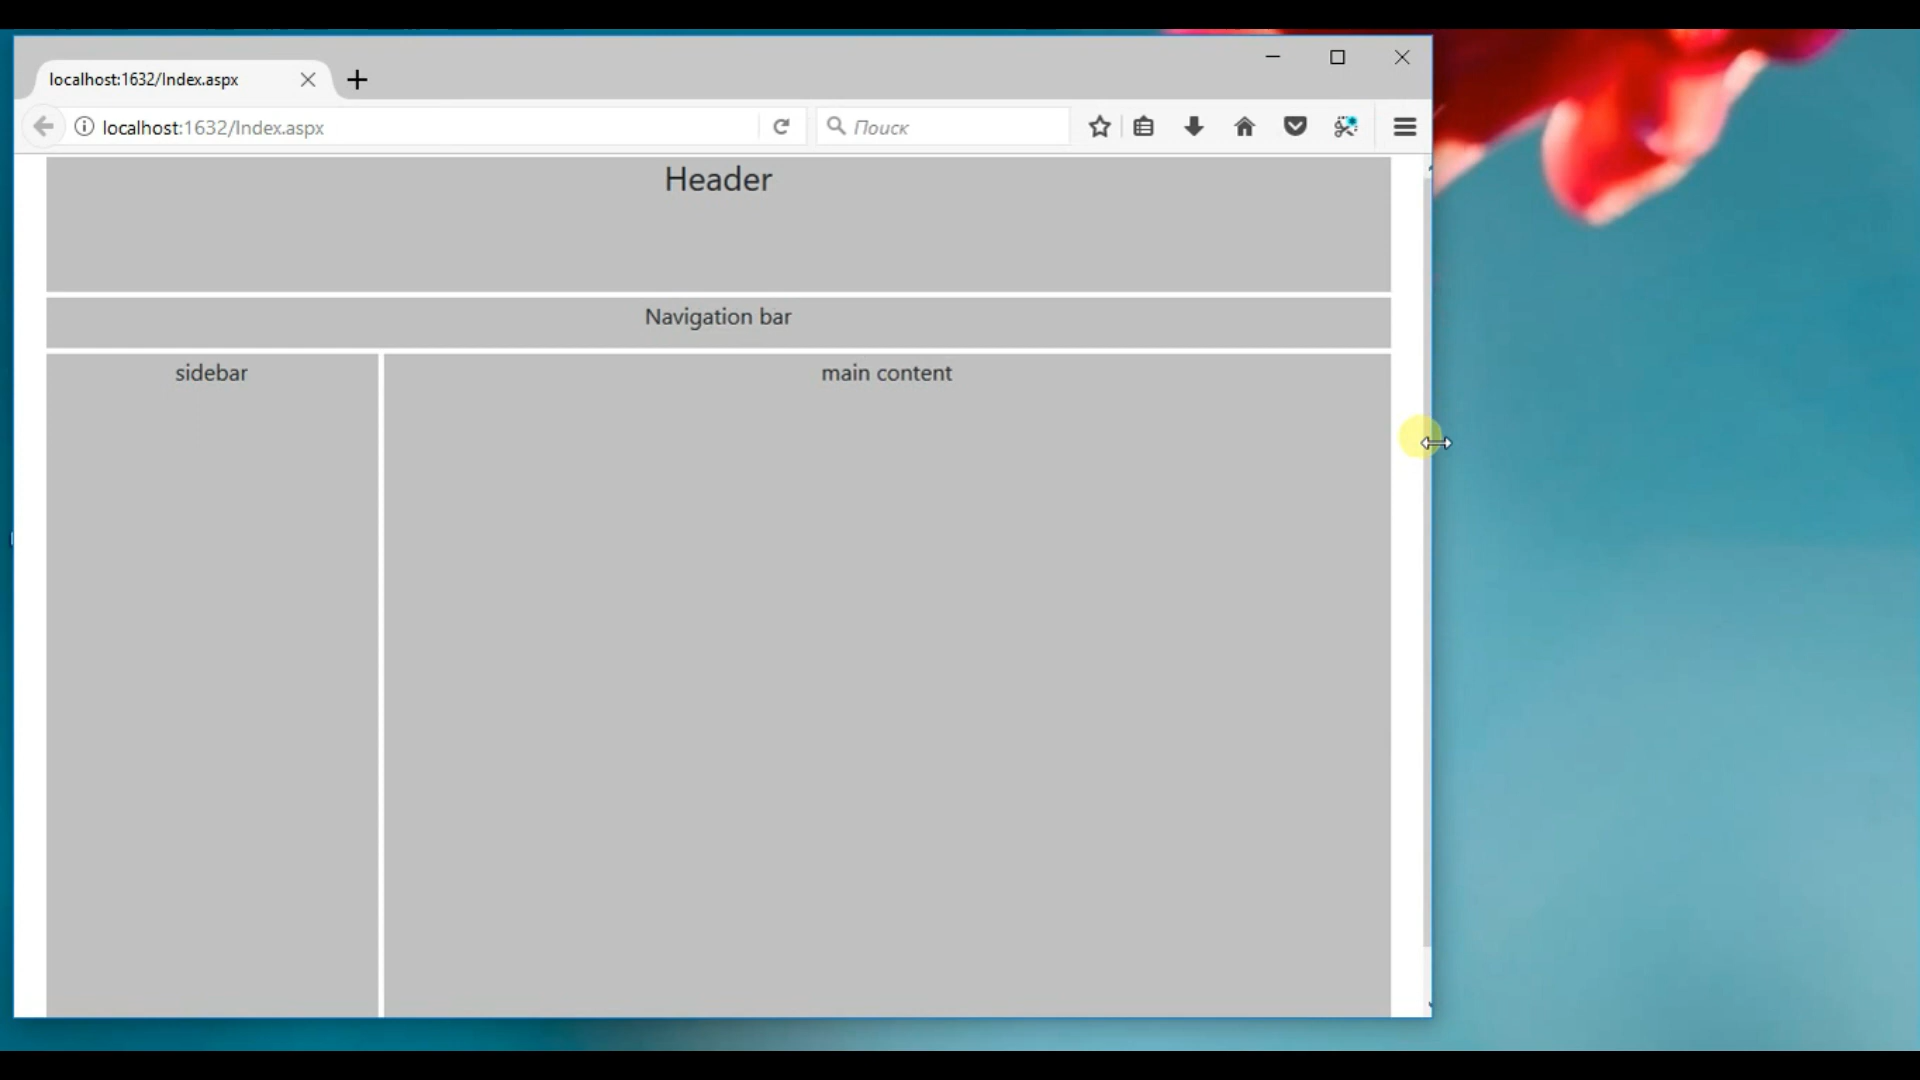 localhost:1632/Index.aspx
localhost:1632/Index.aspx
Поиск
Header
Navigation bar
sidebar
main content